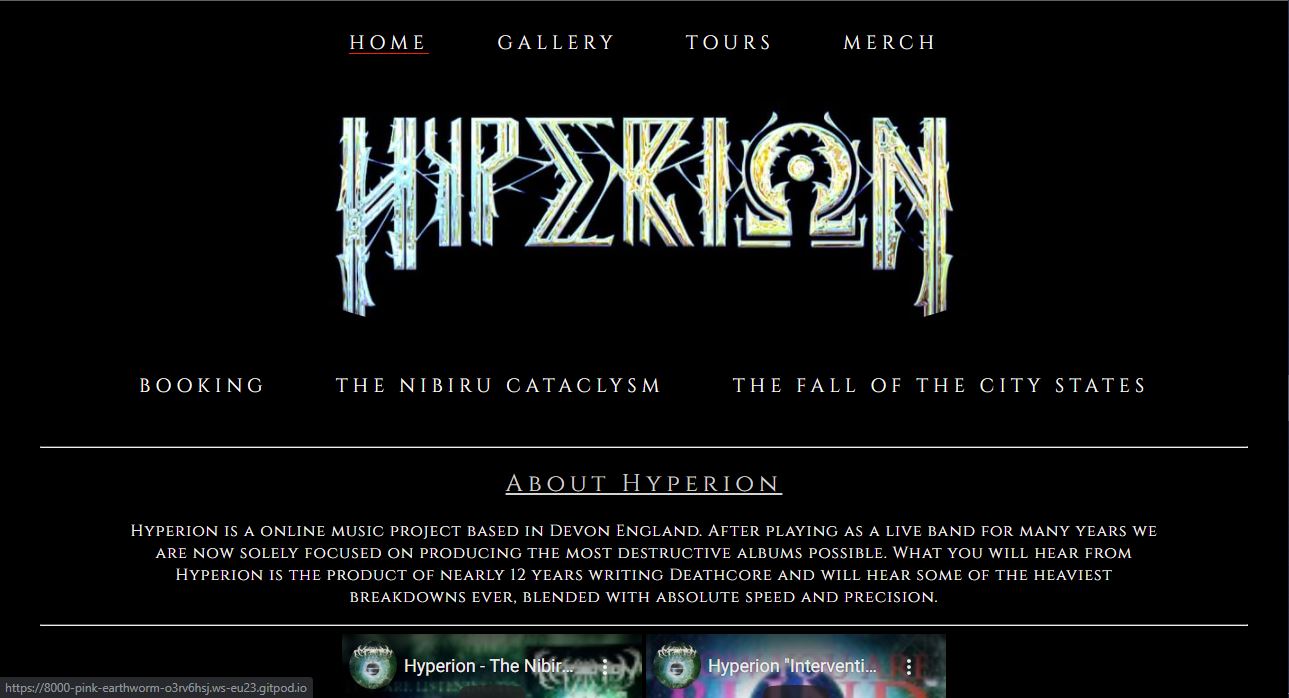 HOME GALLERY TOURS MERCH
HYPERION
BOOKING THE NIBIRU CATACLYSM THE FALL OF THE CITY STATES
About Hyperion
Hyperion is a online music project based in Devon England. After playing as a live band for many years we
are now solely focused on producing the most destructive albums possible. What you will hear from
Hyperion is the product of nearly 12 years writing Deathcore and will hear some of the heaviest
breakdowns ever, blended with absolute speed and precision.
Hyperion - The Nibir... Hyperion "Interventi...
https://8000-pink-earthworm-o3rv6hsj.ws-eu23.gitpod.io